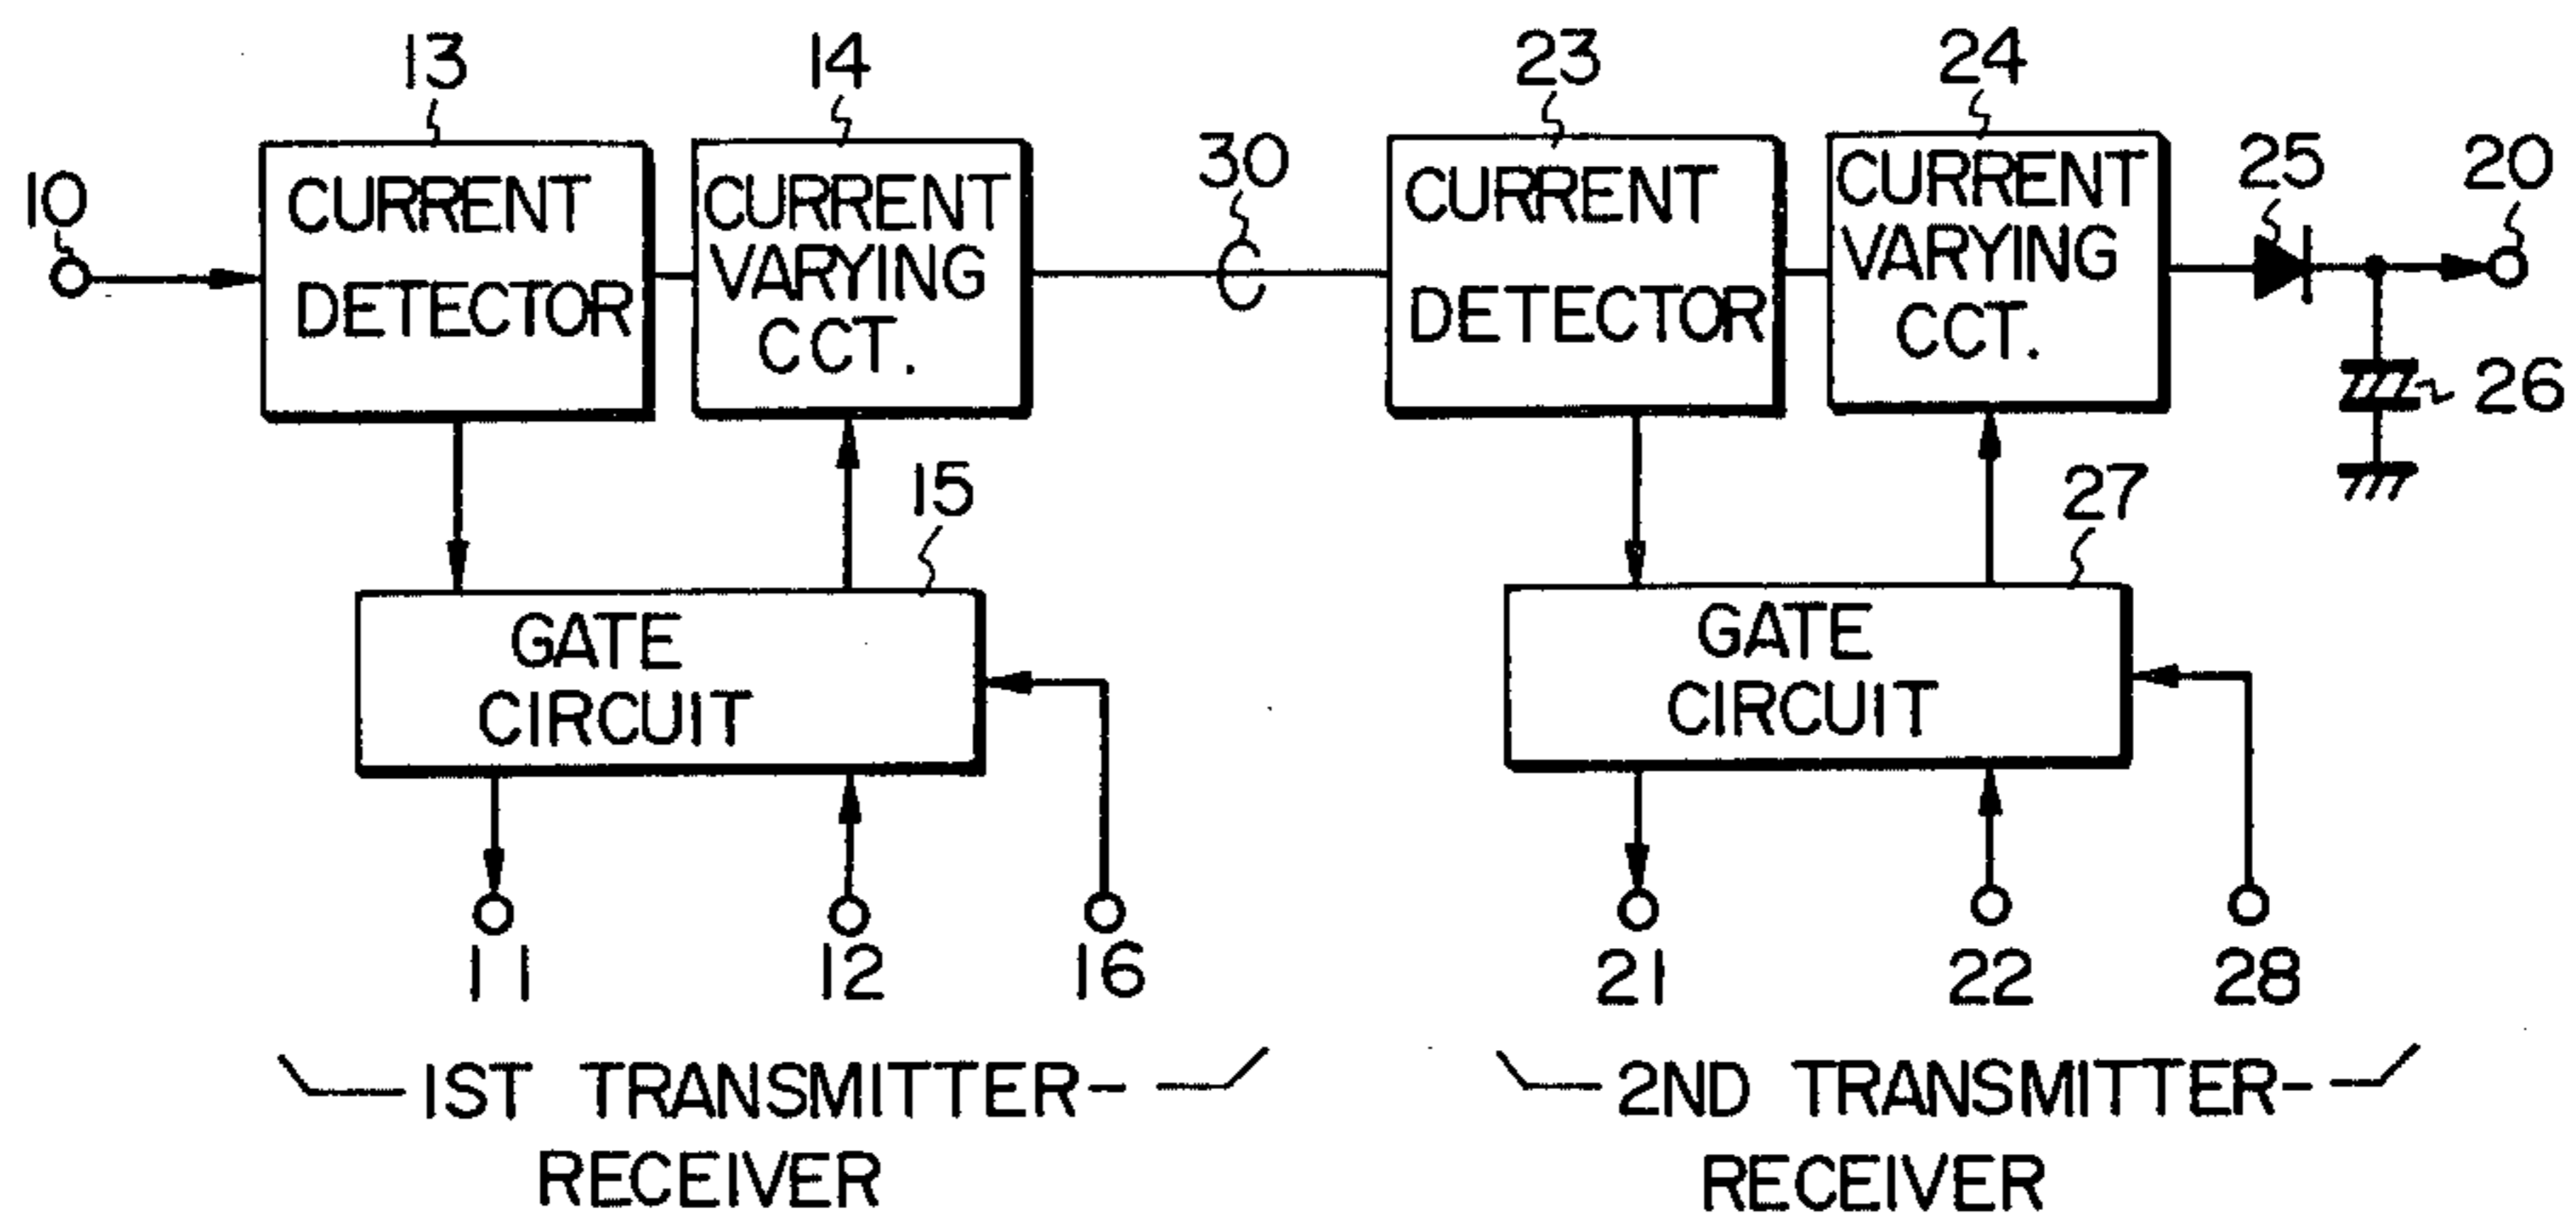 13
14
23
24
10
30
25
20
CURRENT
DETECTOR
CURRENT
VARYING
CCT.
CURRENT
DETECTOR
CURRENT
VARYING
CCT.
26
15
27
GATE
CIRCUIT
GATE
CIRCUIT
11
12
16
21
22
28
1ST TRANSMITTER-
RECEIVER
2ND TRANSMITTER-
RECEIVER